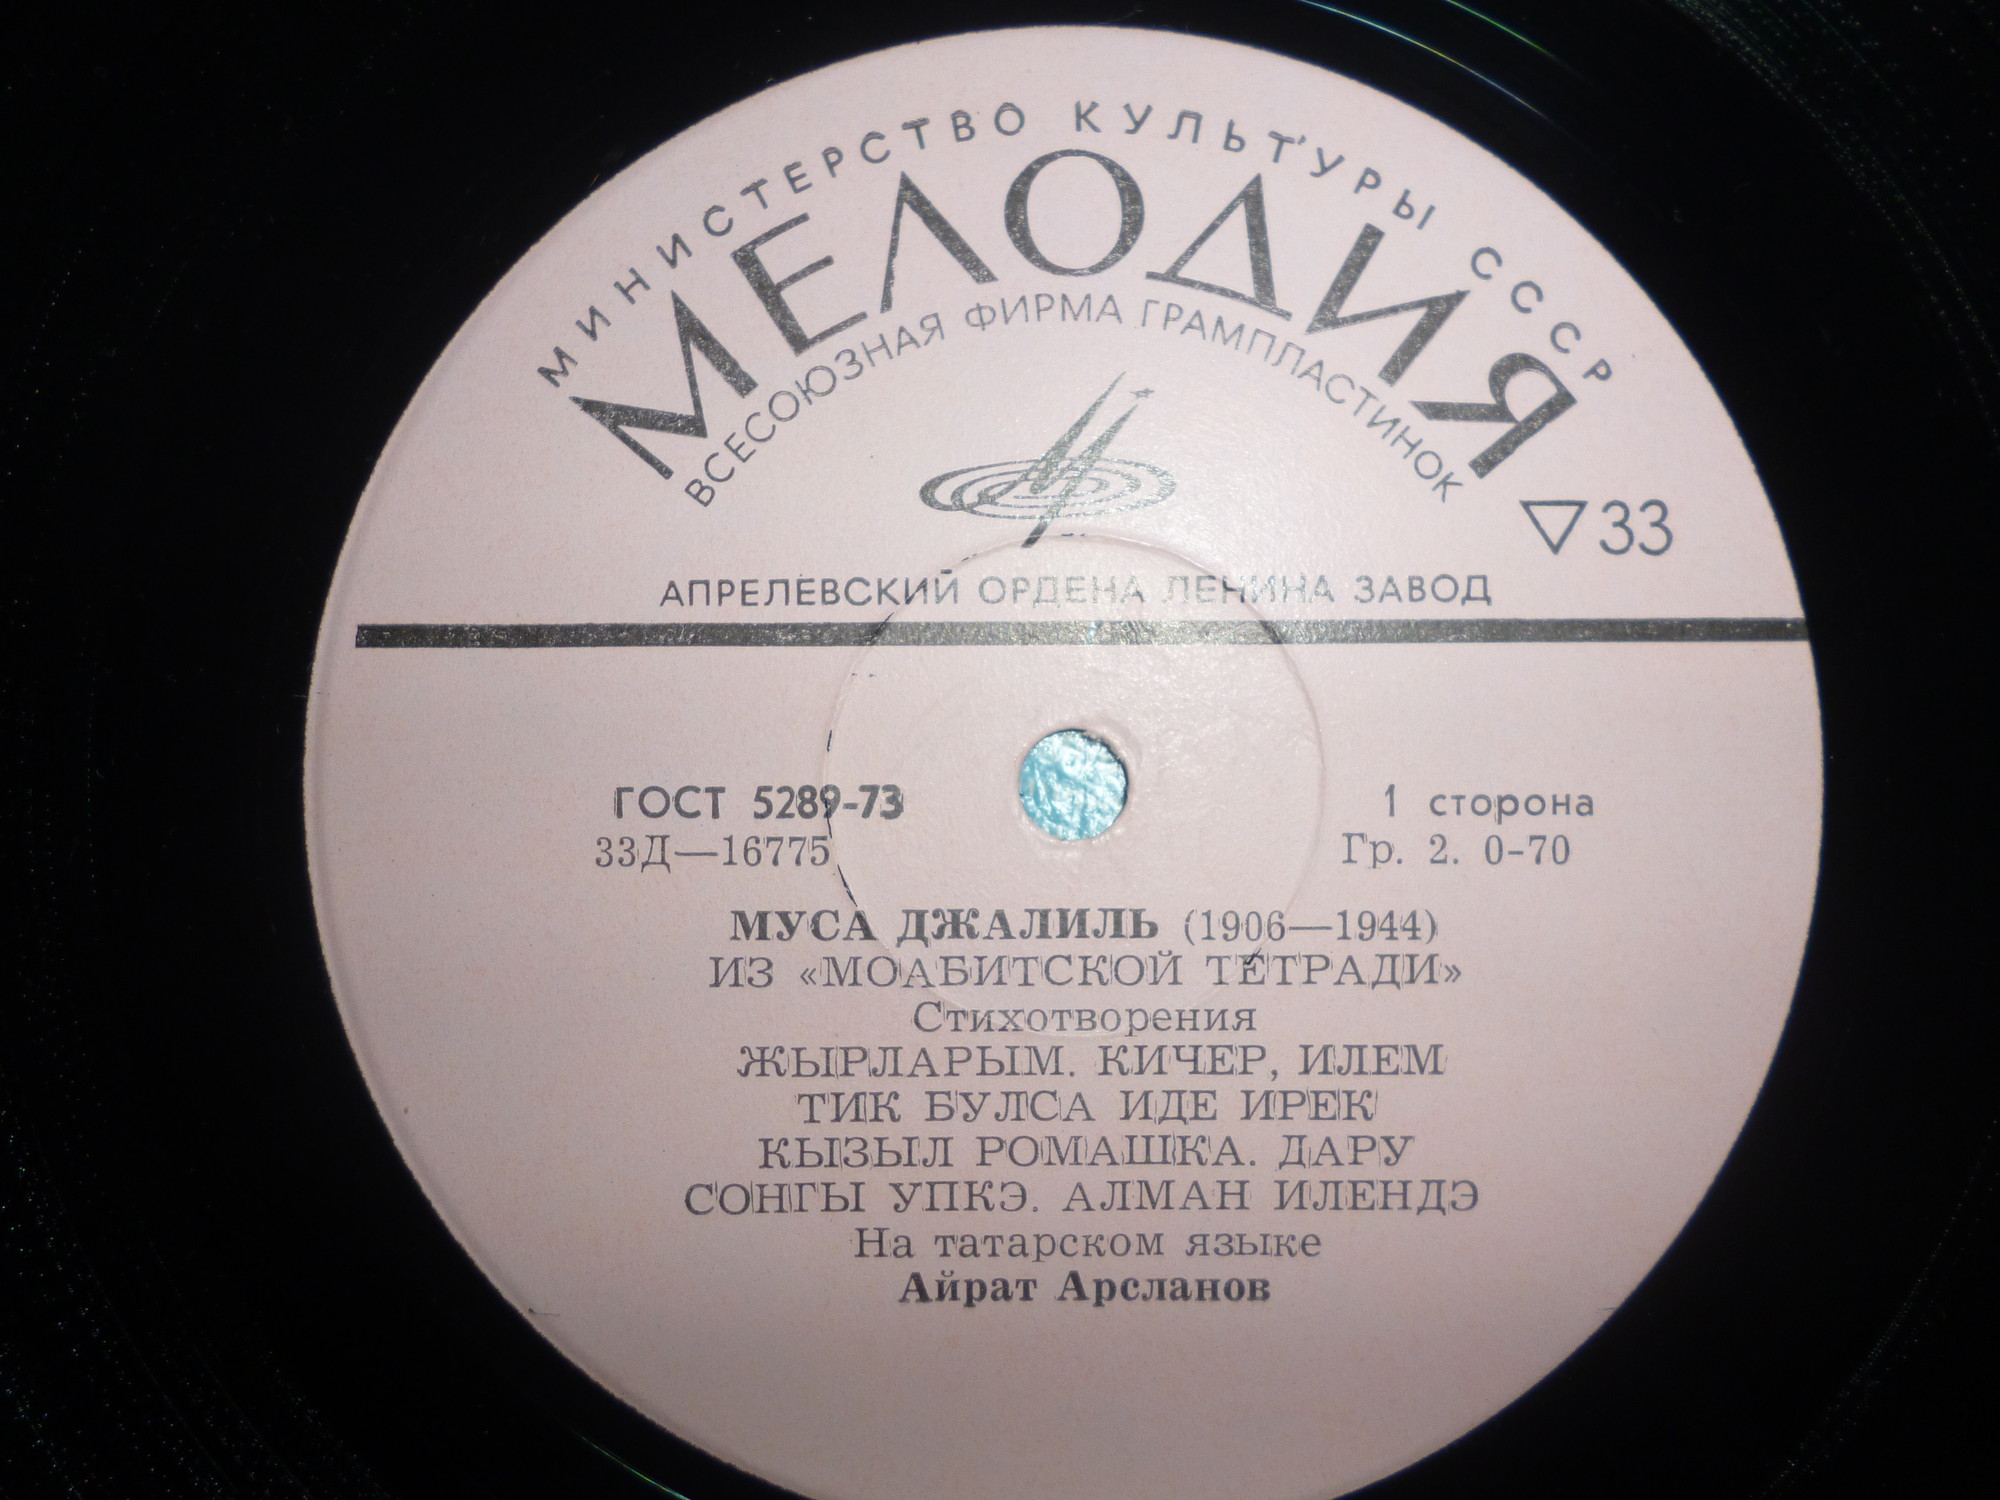 МИНИСТЕРСТВО КУЛЬТУРЫ СССР
МЕЛОДИЯ
ВСЕСОЮЗНАЯ ФИРМА ГРАМПЛАСТИНОК
▽33
АПРЕЛЕВСКИЙ ОРДЕНА ЛЕНИНА ЗАВОД
ГОСТ 5289-73
1 сторона
33Д—16775
Гр. 2. 0-70
МУСА ДЖАЛИЛЬ (1906—1944)
ИЗ «МОАБИТСКОЙ ТЕТРАДИ»
Стихотворения
ЖЫРЛАРЫМ. КИЧЕР, ИЛЕМ
ТИК БУЛСА ИДЕ ИРЕК
КЫЗЫЛ РОМАШКА. ДАРУ
СОНГЫ УПКЭ. АЛМАН ИЛЕНДЭ
На татарском языке
Айрат Арсланов